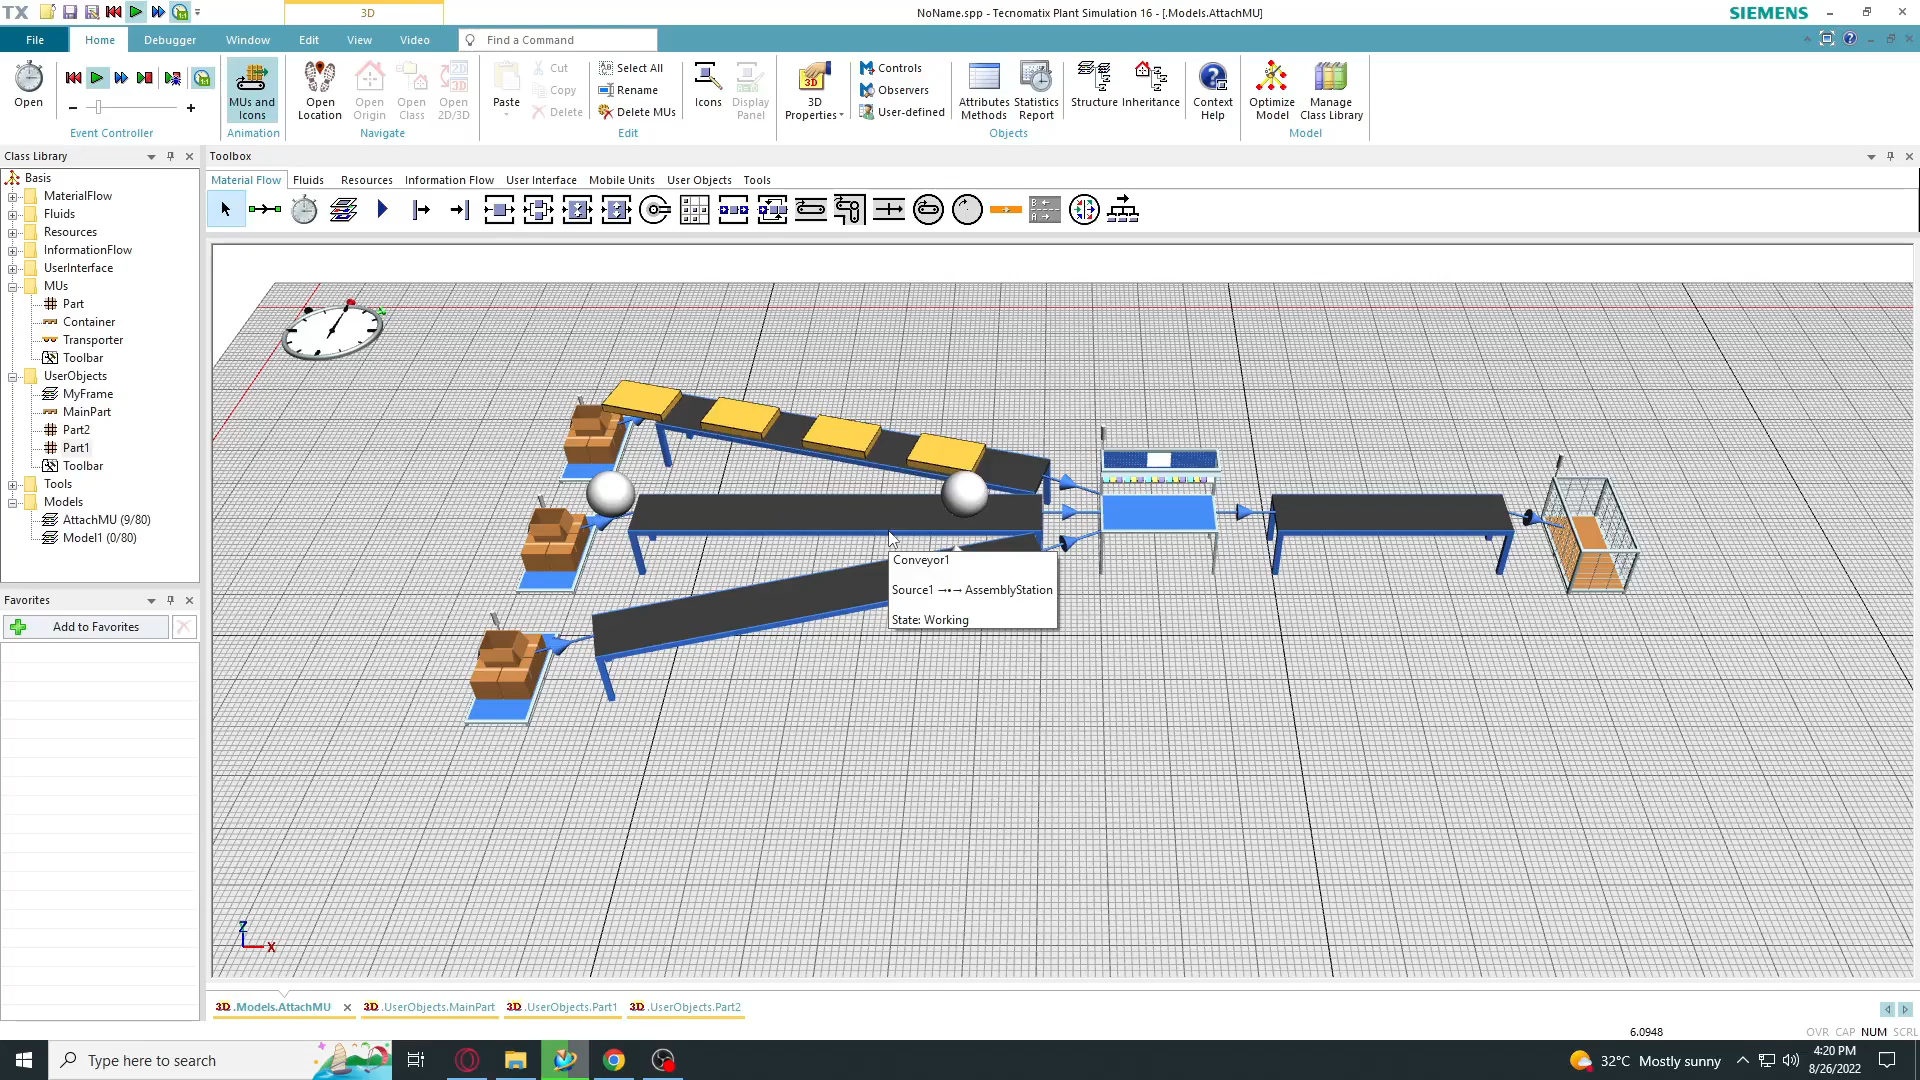 TX
3D
NoName.spp - Tecnomatix Plant Simulation 16 - [.Models.AttachMU]
SIEMENS
File
Home
Debugger
Window
Edit
View
Video
Find a Command
Open
Event Controller
MUs and Icons
Animation
Open Location
Open Origin
Open Class
Open 2D/3D
Navigate
Paste
Cut
Copy
Delete
Select All
Rename
Delete MUs
Edit
Icons
Display Panel
3D Properties
Controls
Observers
User-defined
Attributes Methods
Statistics Report
Structure
Inheritance
Objects
Context Help
Optimize Model
Manage Class Library
Model
Class Library
Basis
MaterialFlow
Fluids
Resources
InformationFlow
UserInterface
MUs
Part
Container
Transporter
Toolbar
UserObjects
MyFrame
MainPart
Part2
Part1
Toolbar
Tools
Models
AttachMU (9/80)
Model1 (0/80)
Favorites
Add to Favorites
Toolbox
Material Flow
Fluids
Resources
Information Flow
User Interface
Mobile Units
User Objects
Tools
Conveyor1
Source1 →•→ AssemblyStation
State: Working
Z
X
3D .Models.AttachMU
3D .UserObjects.MainPart
3D .UserObjects.Part1
3D .UserObjects.Part2
6.0948
OVR CAP NUM SCRL
Type here to search
32°C Mostly sunny
4:20 PM
8/26/2022